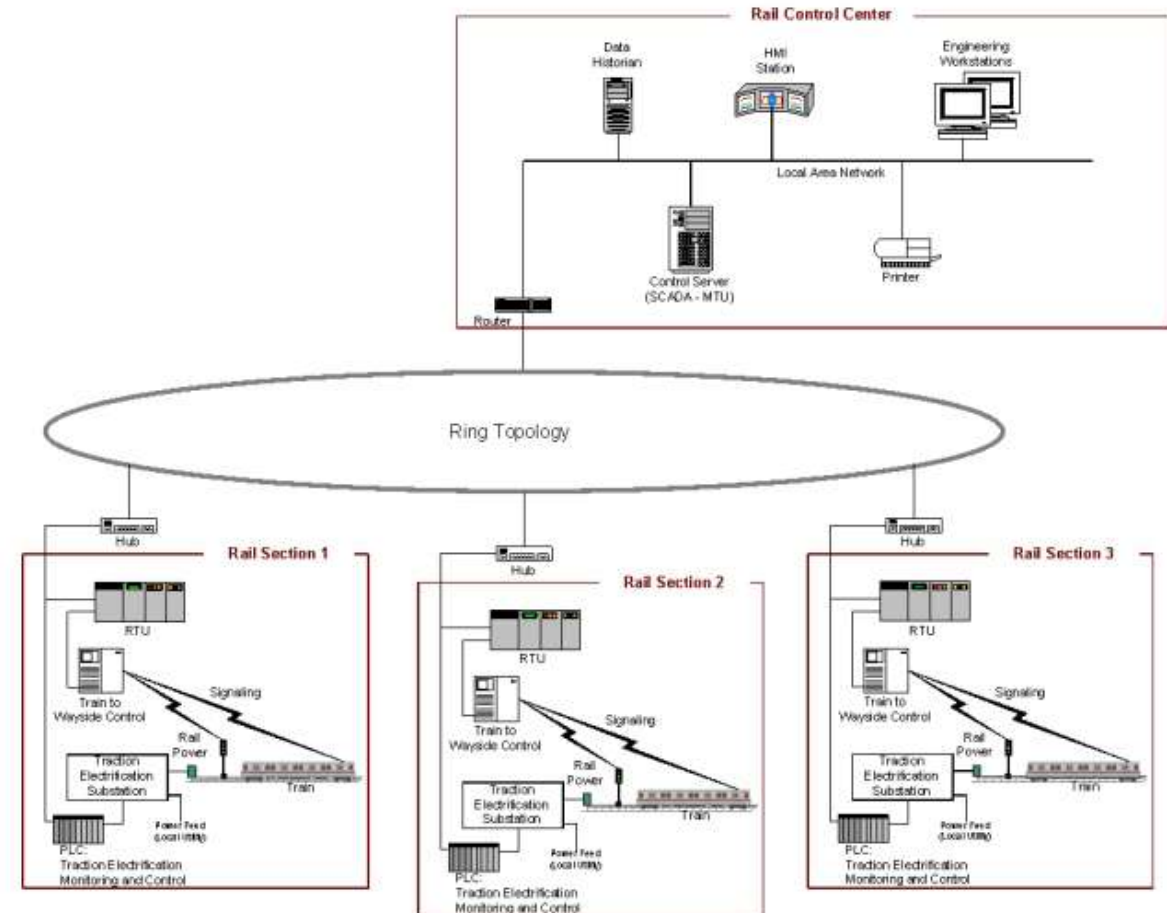 Rail Control Center
Data
Historian
HMI
Station
Engineering
Workstations
Local Area Network
Control Server
(SCADA - MTU)
Printer
Router
Ring Topology
Hub
Rail Section 1
RTU
Signaling
Train to
Wayside Control
Rail
Power
Traction
Electrification
Substation
Train
Power Feed
(Local Utility)
PLC:
Traction Electrification
Monitoring and Control
Hub
Rail Section 2
RTU
Signaling
Train to
Wayside Control
Rail
Power
Traction
Electrification
Substation
Train
Power Feed
(Local Utility)
PLC:
Traction Electrification
Monitoring and Control
Hub
Rail Section 3
RTU
Signaling
Train to
Wayside Control
Rail
Power
Traction
Electrification
Substation
Train
Power Feed
(Local Utility)
PLC:
Traction Electrification
Monitoring and Control